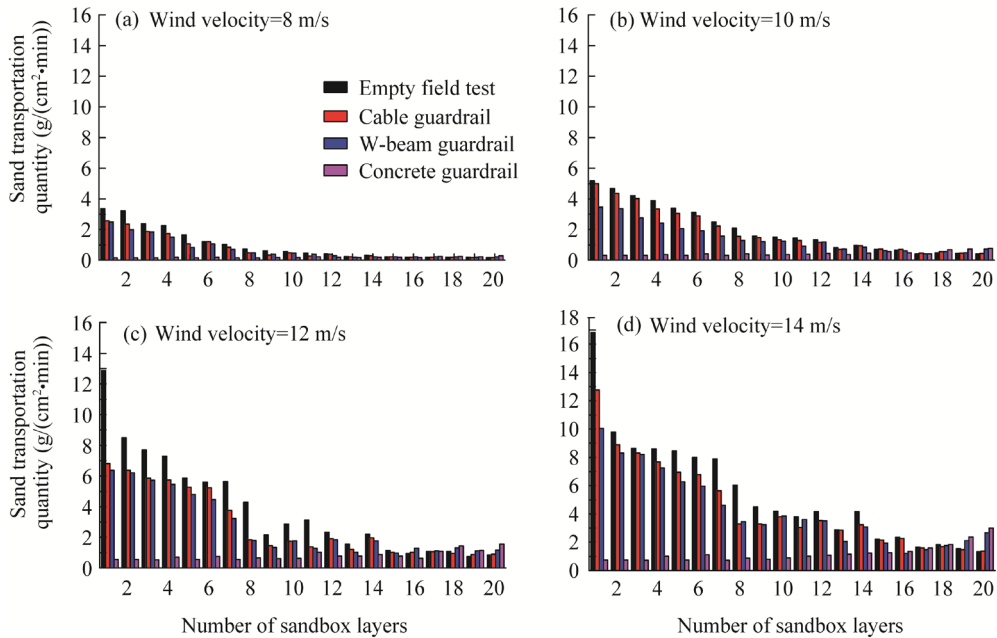 (a) Wind velocity=8 m/s
Sand transportation
quantity (g/(cm²•min))
16
14
12
10
8
6
4
2
0
Empty field test
Cable guardrail
W-beam guardrail
Concrete guardrail
2 4 6 8 10 12 14 16 18 20
(b) Wind velocity=10 m/s
16
14
12
10
8
6
4
2
0
2 4 6 8 10 12 14 16 18 20
(c) Wind velocity=12 m/s
Sand transportation
quantity (g/(cm²•min))
16
14
12
10
8
6
4
2
0
2 4 6 8 10 12 14 16 18 20
Number of sandbox layers
(d) Wind velocity=14 m/s
18
16
14
12
10
8
6
4
2
0
2 4 6 8 10 12 14 16 18 20
Number of sandbox layers